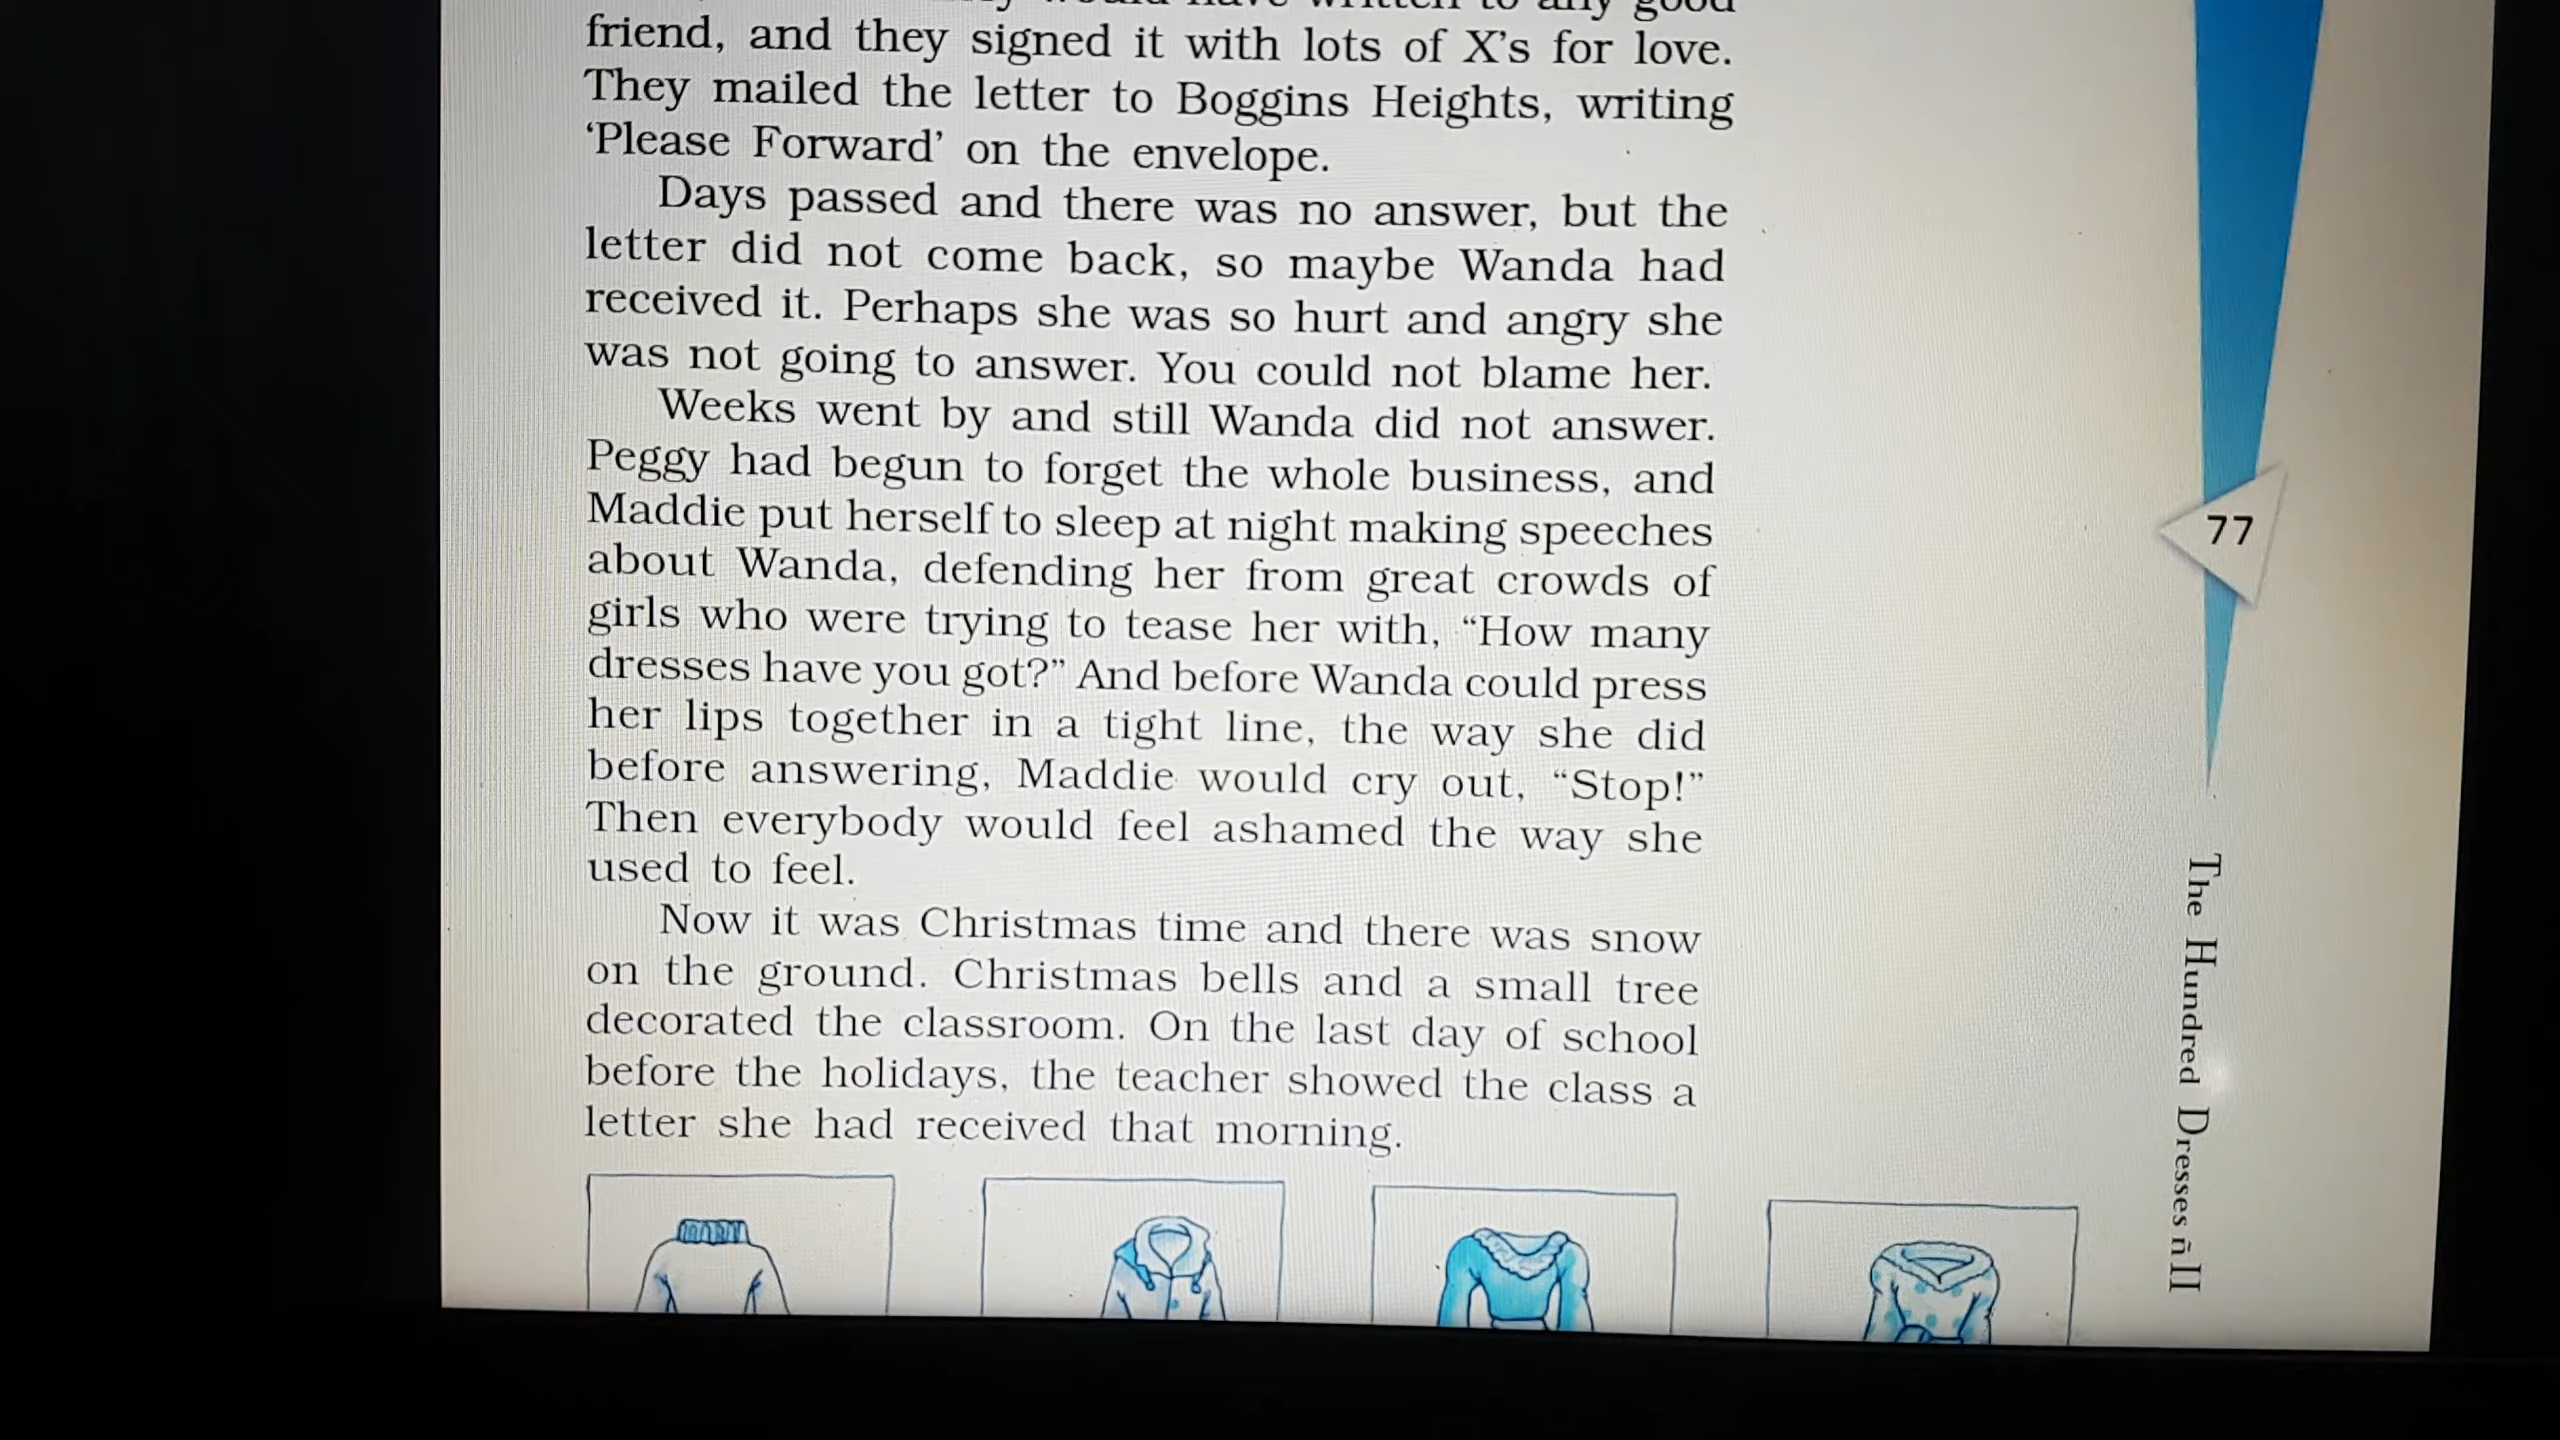 would have written to any good
friend, and they signed it with lots of X's for love.
They mailed the letter to Boggins Heights, writing
‘Please Forward’ on the envelope.
Days passed and there was no answer, but the
letter did not come back, so maybe Wanda had
received it. Perhaps she was so hurt and angry she
was not going to answer. You could not blame her.
Weeks went by and still Wanda did not answer.
Peggy had begun to forget the whole business, and
Maddie put herself to sleep at night making speeches
about Wanda, defending her from great crowds of
girls who were trying to tease her with, “How many
dresses have you got?” And before Wanda could press
her lips together in a tight line, the way she did
before answering, Maddie would cry out, “Stop!”
Then everybody would feel ashamed the way she
used to feel.
Now it was Christmas time and there was snow
on the ground. Christmas bells and a small tree
decorated the classroom. On the last day of school
before the holidays, the teacher showed the class a
letter she had received that morning.
77
The Hundred Dresses ñ II